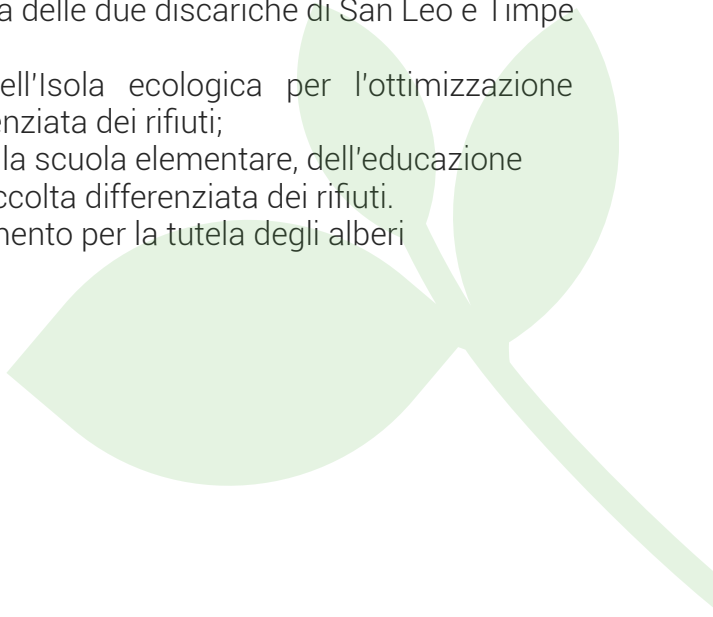 a delle due discariche di San Leo e Timpe
ell'Isola ecologica per l'ottimizzazione
enziata dei rifiuti;
la scuola elementare, dell'educazione
ccolta differenziata dei rifiuti.
mento per la tutela degli alberi